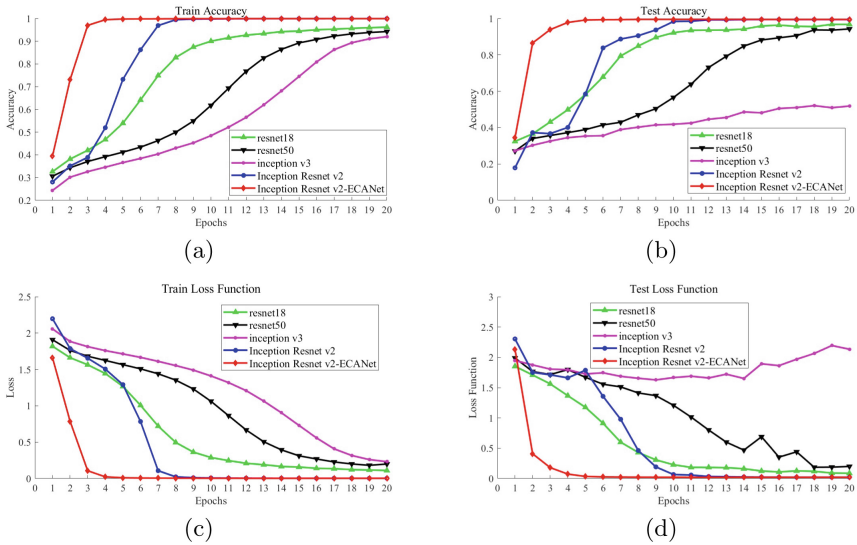 Train Accuracy
Accuracy
1
0.9
0.8
0.7
0.6
0.5
0.4
0.3
0.2
resnet18
resnet50
inception v3
Inception Resnet v2
Inception Resnet v2-ECANet
0 1 2 3 4 5 6 7 8 9 10 11 12 13 14 15 16 17 18 19 20
Epochs
(a)
Test Accuracy
Accuracy
1
0.8
0.6
0.4
0.2
0
resnet18
resnet50
inception v3
Inception Resnet v2
Inception Resnet v2-ECANet
0 1 2 3 4 5 6 7 8 9 10 11 12 13 14 15 16 17 18 19 20
Epochs
(b)
Train Loss Function
Loss
2.5
2
1.5
1
0.5
0
resnet18
resnet50
inception v3
Inception Resnet v2
Inception Resnet v2-ECANet
0 1 2 3 4 5 6 7 8 9 10 11 12 13 14 15 16 17 18 19 20
Epochs
(c)
Test Loss Function
Loss Function
3
2.5
2
1.5
1
0.5
0
resnet18
resnet50
inception v3
Inception Resnet v2
Inception Resnet v2-ECANet
0 1 2 3 4 5 6 7 8 9 10 11 12 13 14 15 16 17 18 19 20
Epochs
(d)